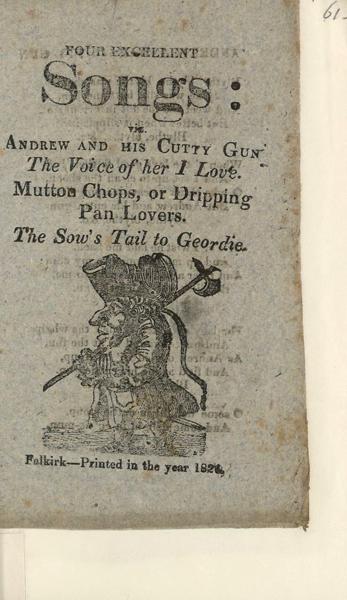 61.
FOUR EXCELLENT
Songs:
VIZ.
ANDREW AND HIS CUTTY GUN
The Voice of her I Love.
Mutton Chops, or Dripping
Pan Lovers.
The Sow's Tail to Geordie.
Falkirk—Printed in the year